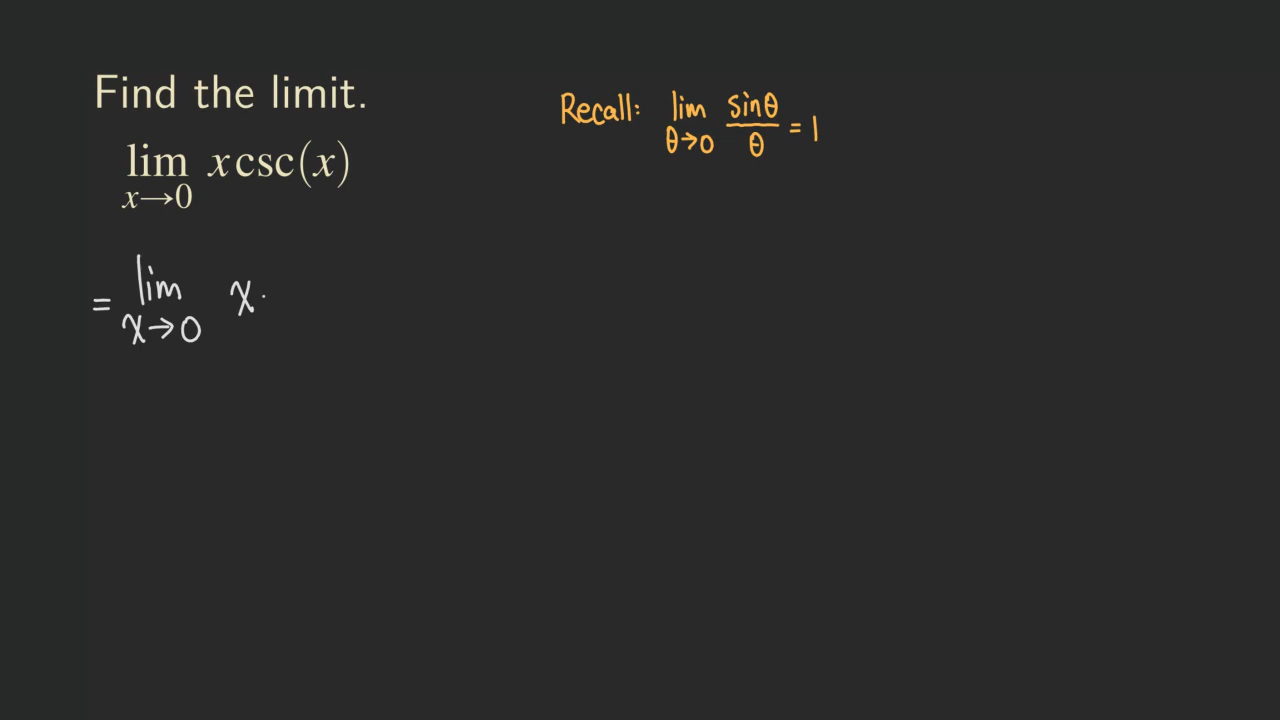 Find the limit.
lim x→0 x csc(x)
Recall: lim θ→0 sinθ/θ = 1
= lim x→0 x·